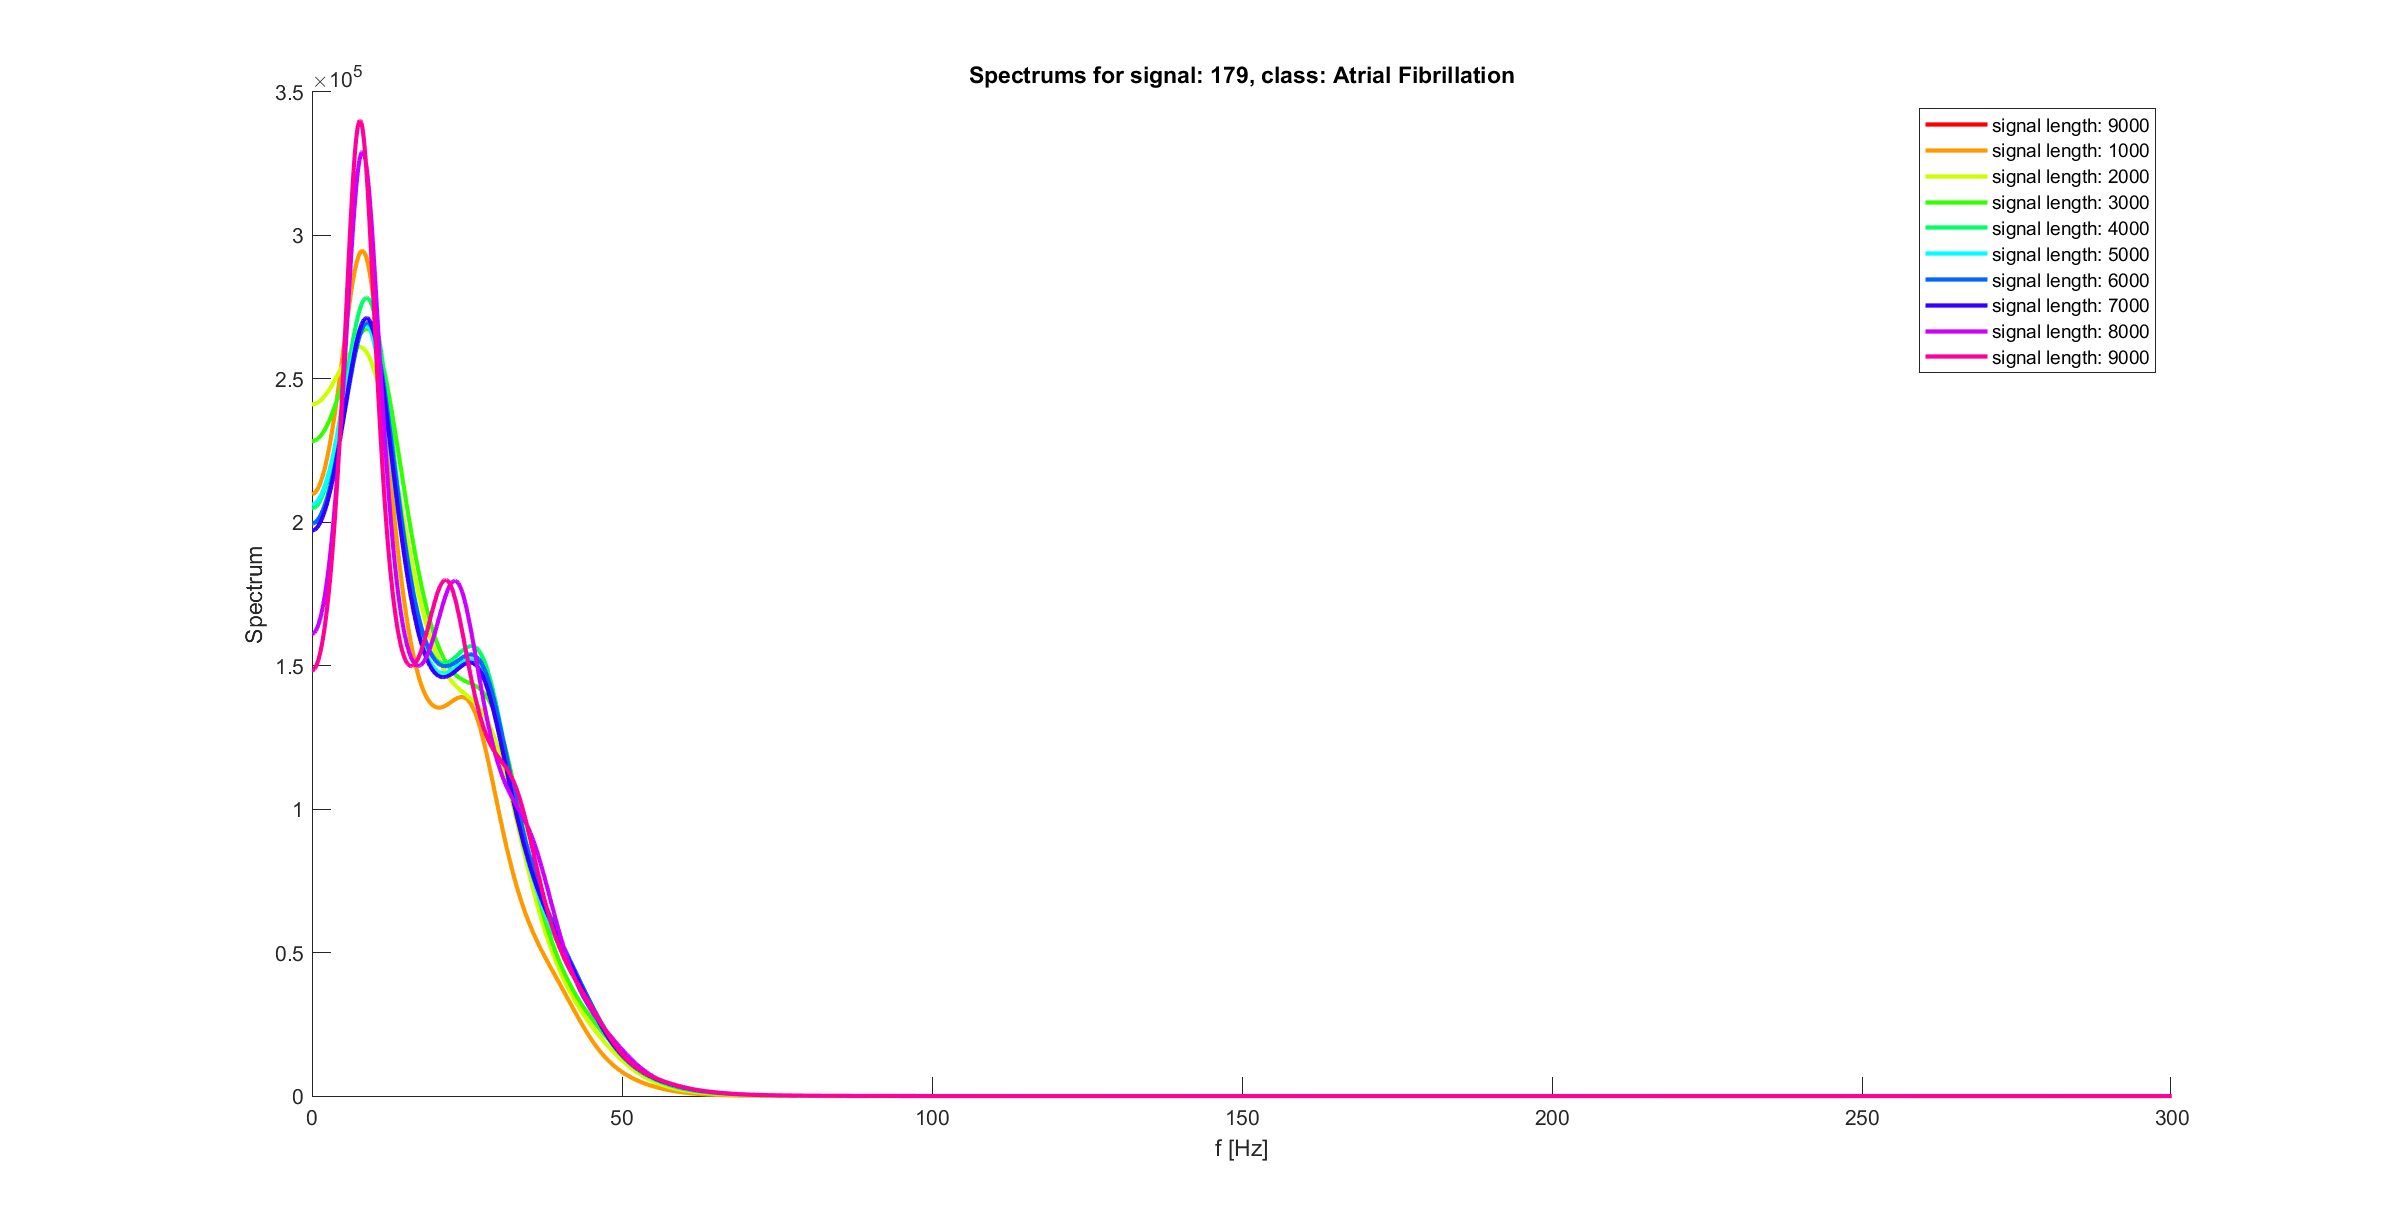 Spectrums for signal: 179, class: Atrial Fibrillation
×10^5
3.5
3
2.5
2
1.5
1
0.5
0
Spectrum
0 50 100 150 200 250 300
f [Hz]
signal length: 9000
signal length: 1000
signal length: 2000
signal length: 3000
signal length: 4000
signal length: 5000
signal length: 6000
signal length: 7000
signal length: 8000
signal length: 9000